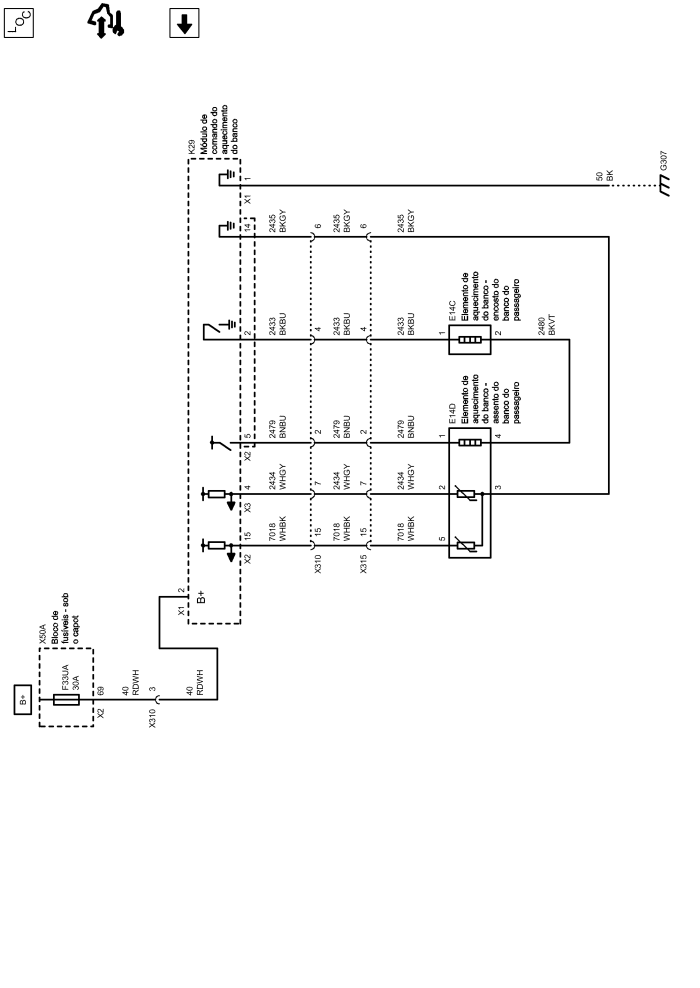 LOC
B+
X50A
Bloco de
fusíveis - sob
o capot
F33UA
30A
X2
69
40
RDWH
X310
3
40
RDWH
X1
2
B+
K29
Módulo de
comando do
aquecimento
do banco
X2
15
X3
4
X2
5
2
14
X1
1
7018
WHBK
2434
WHGY
2479
BNBU
2433
BKBU
2435
BKGY
50
BK
X310
15
7
2
4
6
7018
WHBK
2434
WHGY
2479
BNBU
2433
BKBU
2435
BKGY
X315
15
7
2
4
6
7018
WHBK
2434
WHGY
2479
BNBU
2433
BKBU
2435
BKGY
5
2
1
1
E14D
Elemento de
aquecimento
do banco -
assento do
banco do
passageiro
E14C
Elemento de
aquecimento
do banco -
encosto do
banco do
passageiro
3
4
2
2480
BKVT
G307